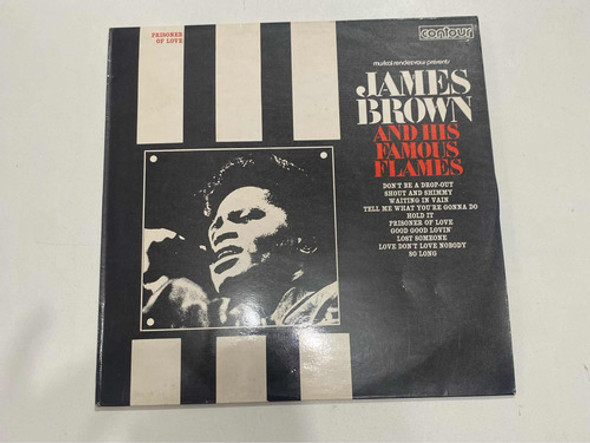 PRISONER
OF LOVE
contour
musical rendezvous presents
JAMES
BROWN
AND HIS
FAMOUS
FLAMES
DON'T BE A DROP-OUT
SHOUT AND SHIMMY
WAITING IN VAIN
TELL ME WHAT YOU'RE GONNA DO
HOLD IT
PRISONER OF LOVE
GOOD GOOD LOVIN'
LOST SOMEONE
LOVE DON'T LOVE NOBODY
SO LONG